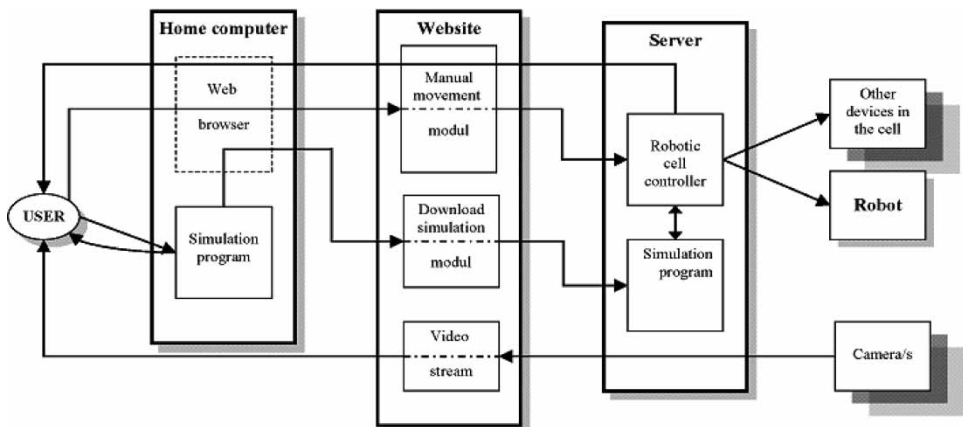 Home computer
Website
Server
Web
browser
Manual
movement
modul
Other
devices in
the cell
Robotic
cell
controller
USER
Simulation
program
Download
simulation
modul
Robot
Simulation
program
Video
stream
Camera/s